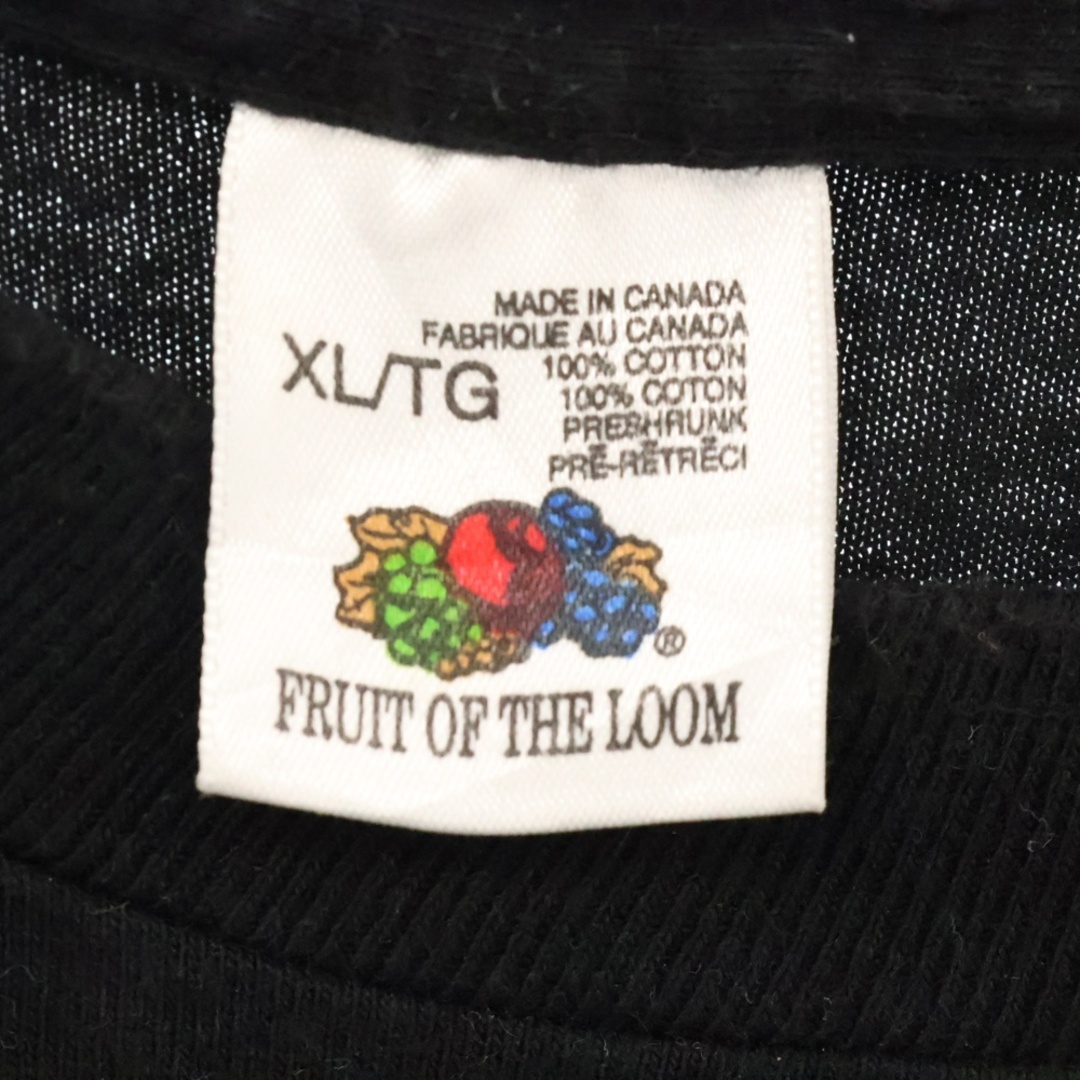 MADE IN CANADA
FABRIQUE AU CANADA
100% COTTON
100% COTON
PRESHRUNK
PRÉ-RÉTRÉCI
XL/TG
®
FRUIT OF THE LOOM